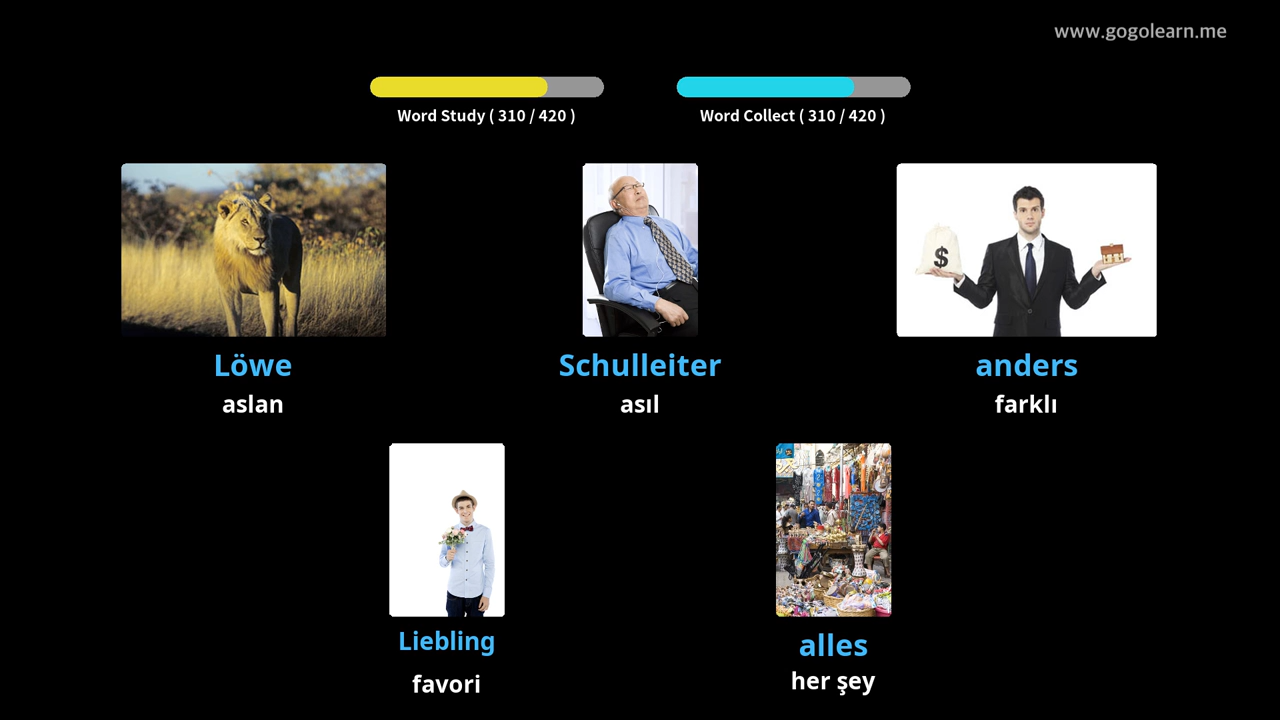 www.gogolearn.me
Word Study ( 310 / 420 )
Word Collect ( 310 / 420 )
Löwe
aslan
Schulleiter
asıl
anders
farklı
$
Liebling
favori
alles
her şey